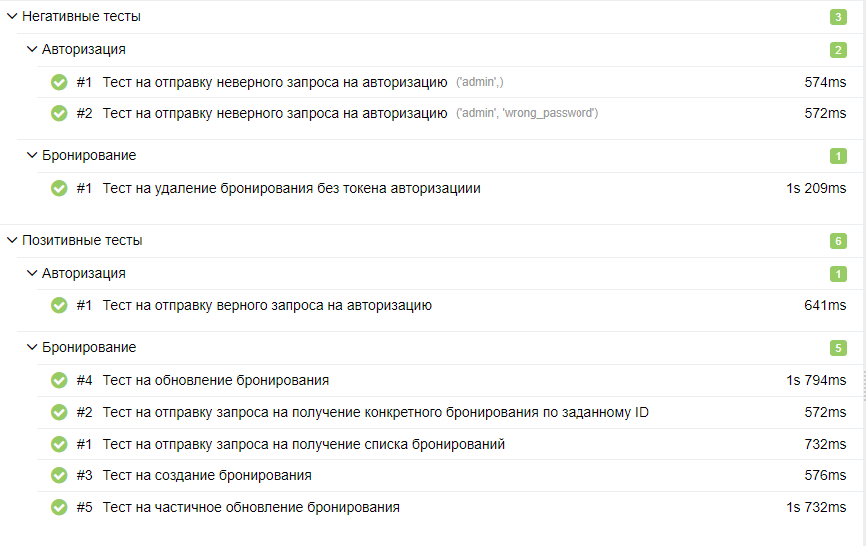 Негативные тесты 3
Авторизация 2
#1 Тест на отправку неверного запроса на авторизацию ('admin',) 574ms
#2 Тест на отправку неверного запроса на авторизацию ('admin', 'wrong_password') 572ms
Бронирование 1
#1 Тест на удаление бронирования без токена авторизациии 1s 209ms
Позитивные тесты 6
Авторизация 1
#1 Тест на отправку верного запроса на авторизацию 641ms
Бронирование 5
#4 Тест на обновление бронирования 1s 794ms
#2 Тест на отправку запроса на получение конкретного бронирования по заданному ID 572ms
#1 Тест на отправку запроса на получение списка бронирований 732ms
#3 Тест на создание бронирования 576ms
#5 Тест на частичное обновление бронирования 1s 732ms